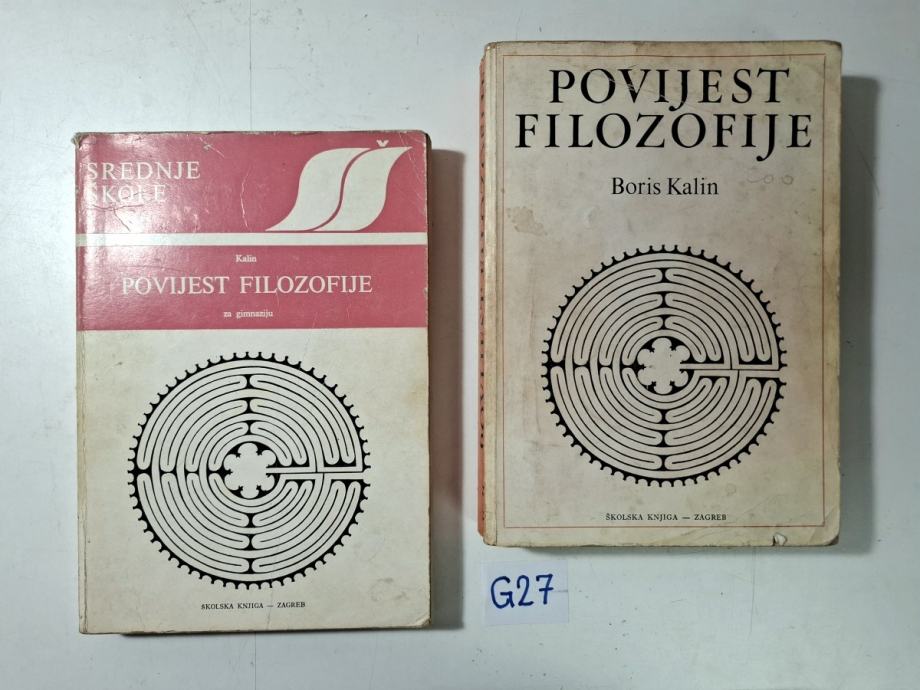 SREDNJE
ŠKOLE
Kalin
POVIJEST FILOZOFIJE
za gimnaziju
ŠKOLSKA KNJIGA — ZAGREB
POVIJEST
FILOZOFIJE
Boris Kalin
ŠKOLSKA KNJIGA — ZAGREB
G27